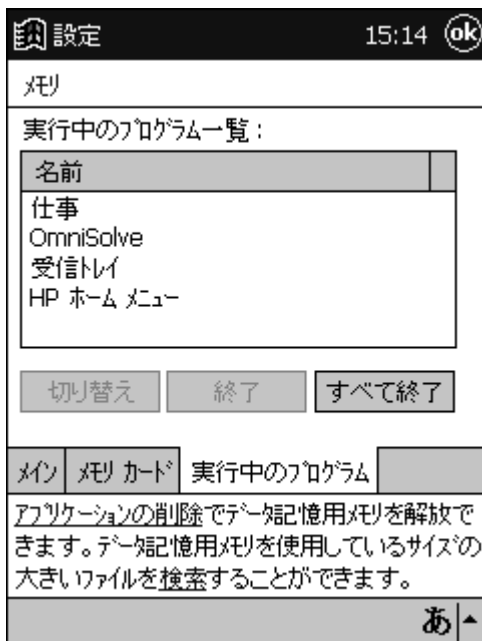 設定 15:14 ok
メモリ
実行中のプログラム一覧:
名前
仕事
OmniSolve
受信トレイ
HP ホーム メニュー
切り替え 終了 すべて終了
メイン メモリ カード 実行中のプログラム
アプリケーションの削除でデータ記憶用メモリを解放で
きます。データ記憶用メモリを使用しているサイズの
大きいファイルを検索することができます。
あ